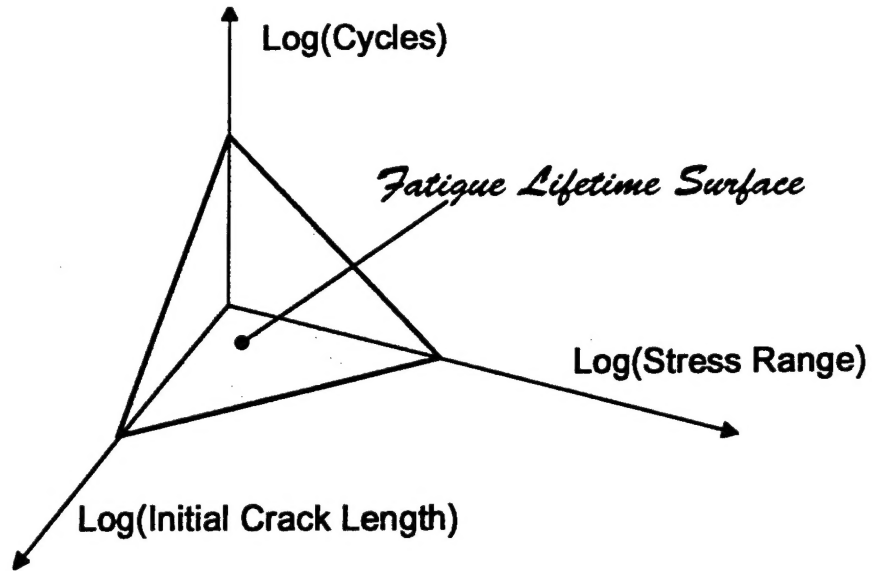 Log(Cycles)
Fatigue Lifetime Surface
Log(Stress Range)
Log(Initial Crack Length)